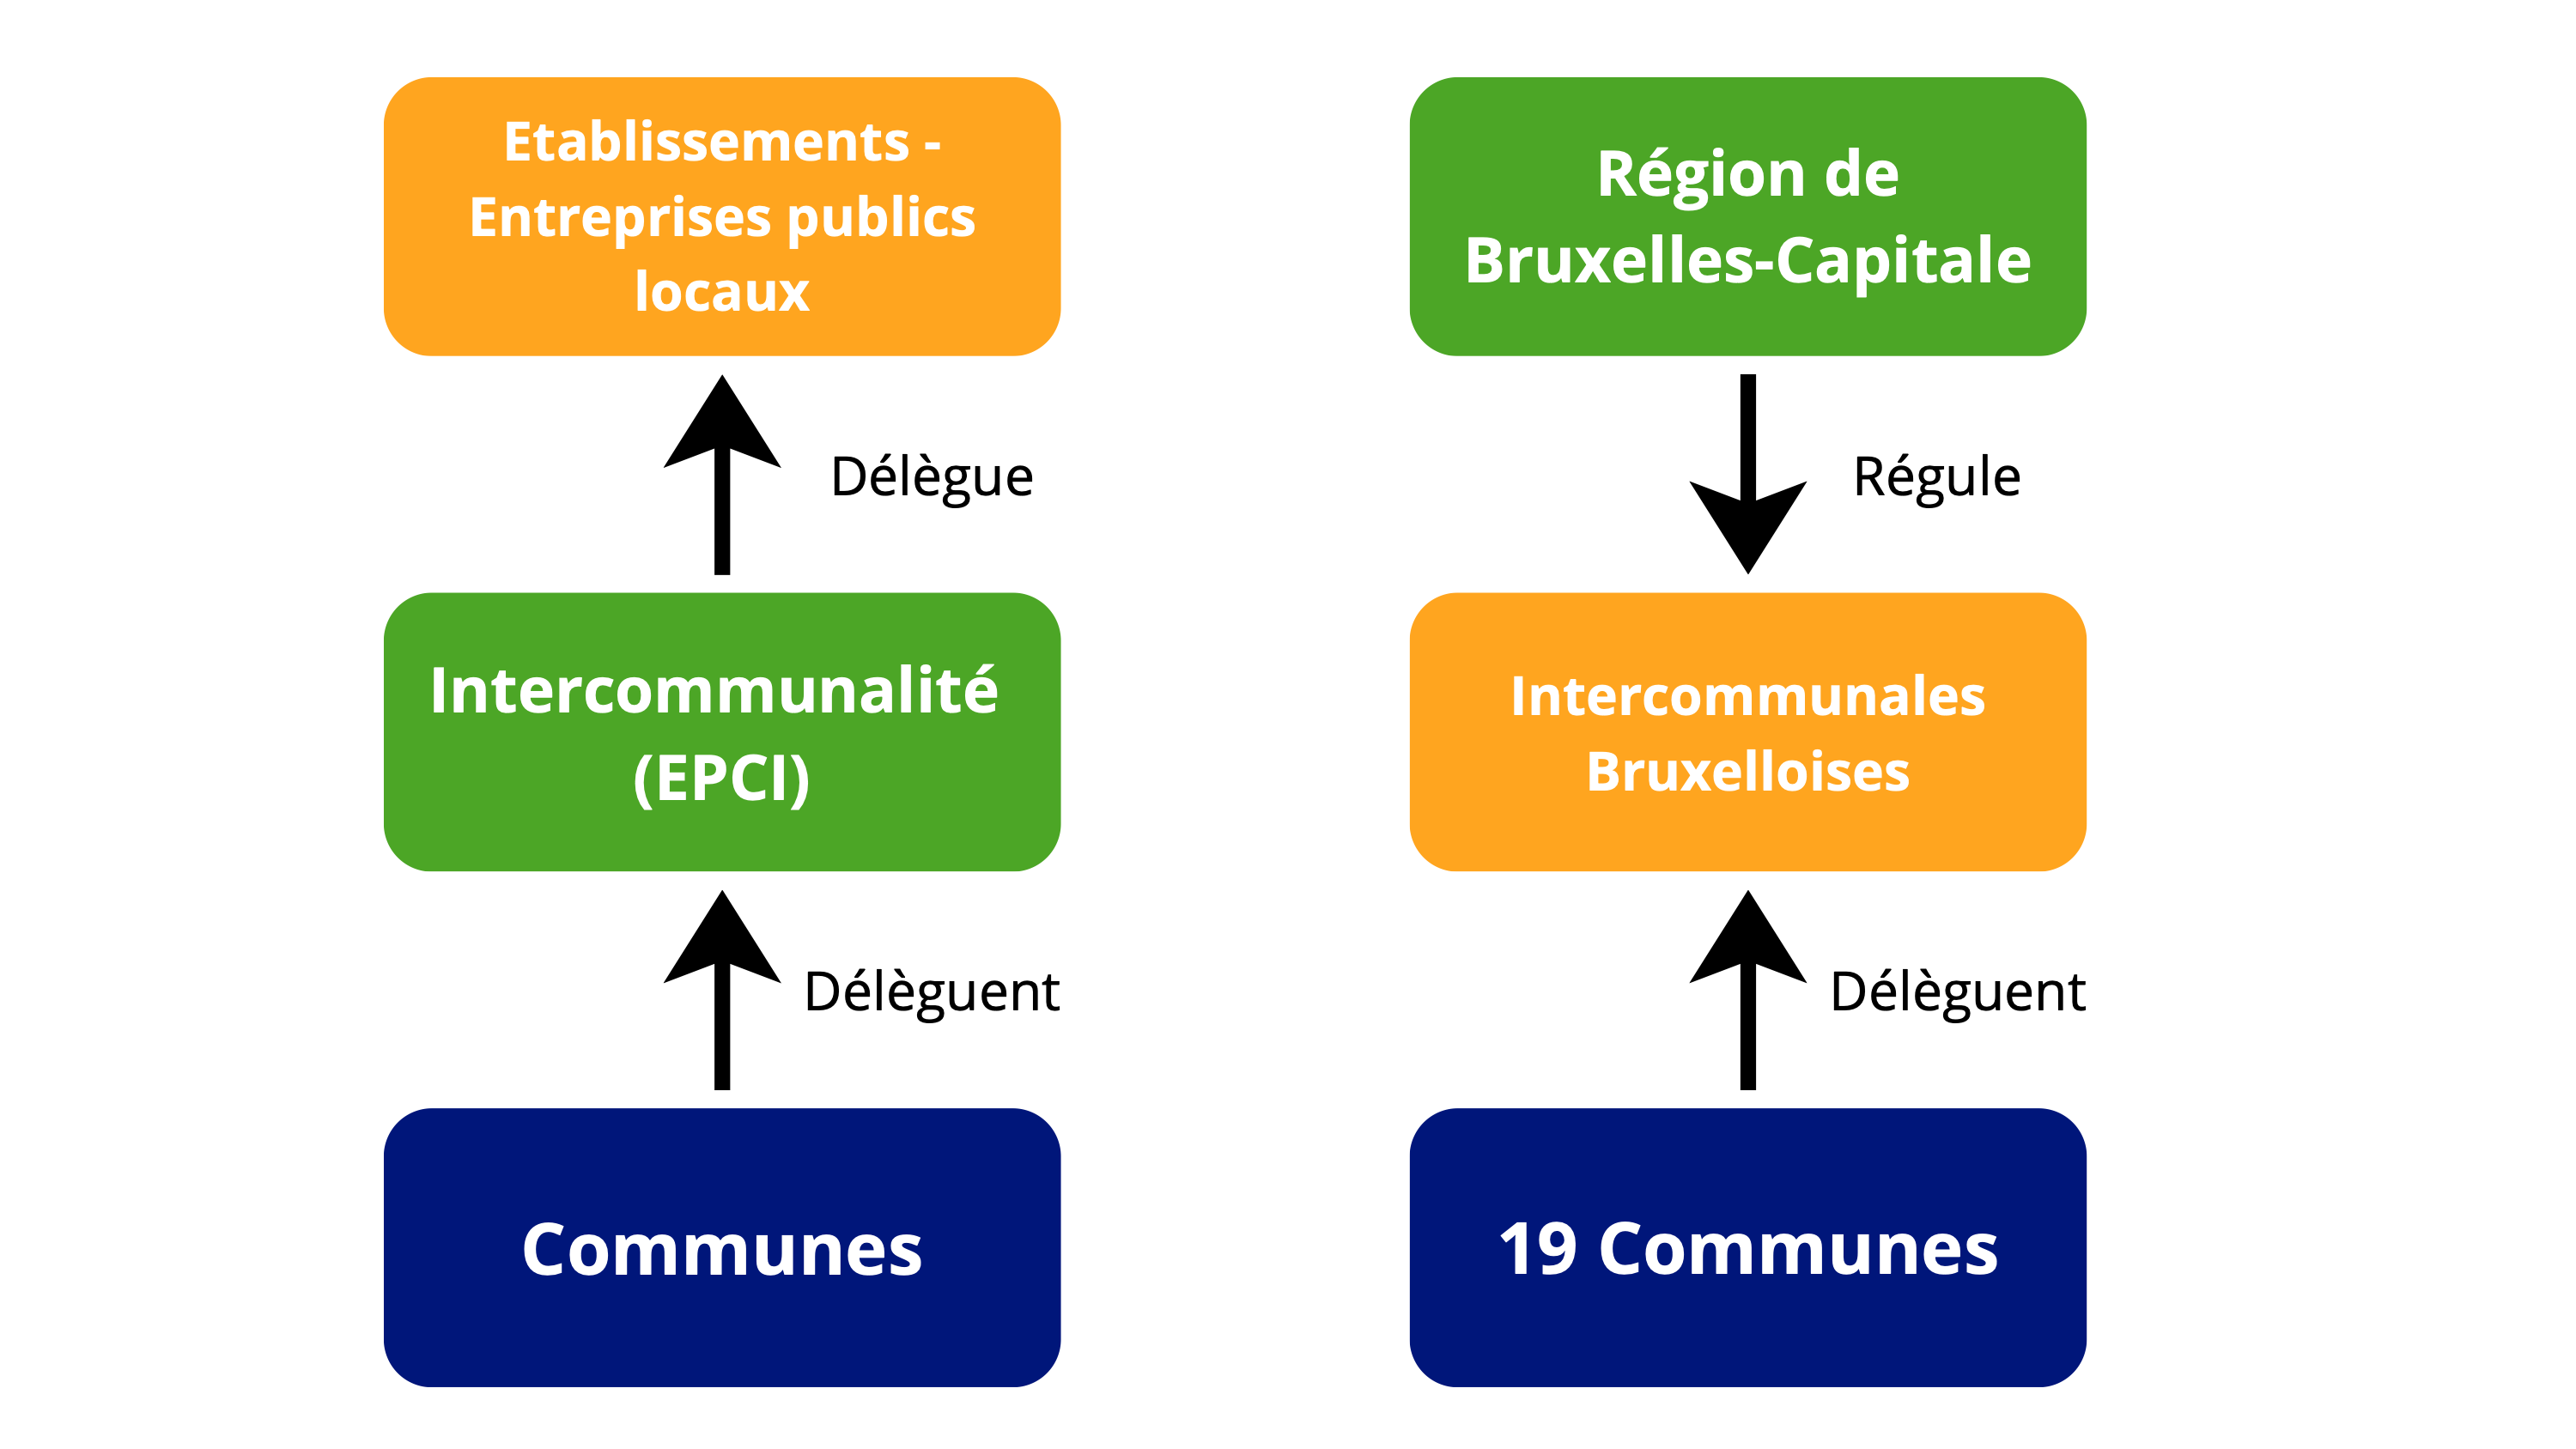 Etablissements -
Entreprises publics
locaux
Délègue
Intercommunalité
(EPCI)
Délèguent
Communes
Région de
Bruxelles-Capitale
Régule
Intercommunales
Bruxelloises
Délèguent
19 Communes